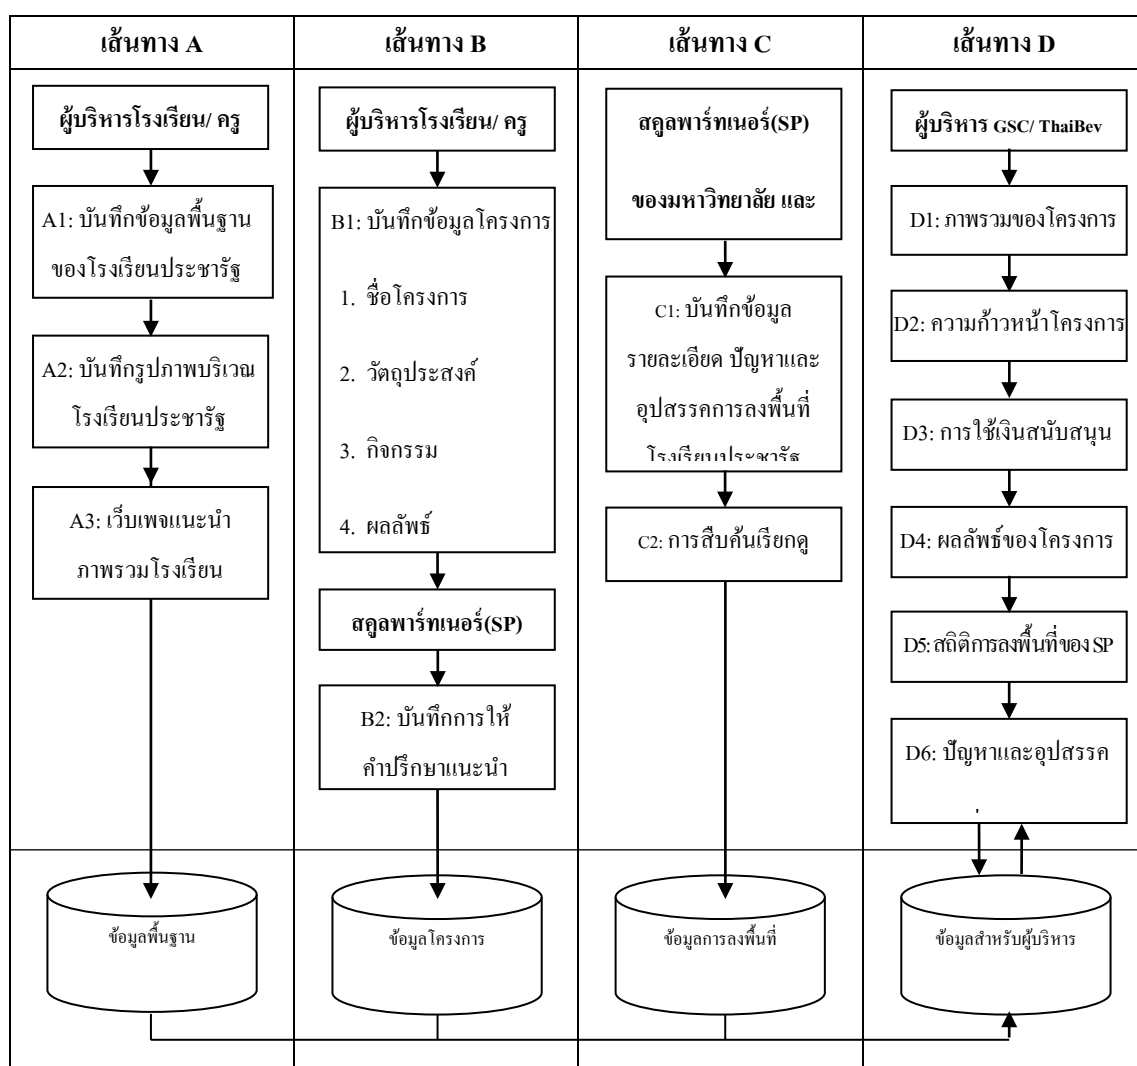 เส้นทาง A
เส้นทาง B
เส้นทาง C
เส้นทาง D
ผู้บริหารโรงเรียน/ ครู
A1: บันทึกข้อมูลพื้นฐาน
ของโรงเรียนประชารัฐ
A2: บันทึกรูปภาพบริเวณ
โรงเรียนประชารัฐ
A3: เว็บเพจแนะนำ
ภาพรวมโรงเรียน
ข้อมูลพื้นฐาน
ผู้บริหารโรงเรียน/ ครู
B1: บันทึกข้อมูลโครงการ
1. ชื่อโครงการ
2. วัตถุประสงค์
3. กิจกรรม
4. ผลลัพธ์
สคูลพาร์ทเนอร์(SP)
B2: บันทึกการให้
คำปรึกษาแนะนำ
ข้อมูลโครงการ
สคูลพาร์ทเนอร์(SP)
ของมหาวิทยาลัย และ
C1: บันทึกข้อมูล
รายละเอียด ปัญหาและ
อุปสรรคการลงพื้นที่
โรงเรียนประชารัฐ
C2: การสืบค้นเรียกดู
ข้อมูลการลงพื้นที่
ผู้บริหาร GSC/ ThaiBev
D1: ภาพรวมของโครงการ
D2: ความก้าวหน้าโครงการ
D3: การใช้เงินสนับสนุน
D4: ผลลัพธ์ของโครงการ
D5: สถิติการลงพื้นที่ของ SP
D6: ปัญหาและอุปสรรค
ข้อมูลสำหรับผู้บริหาร